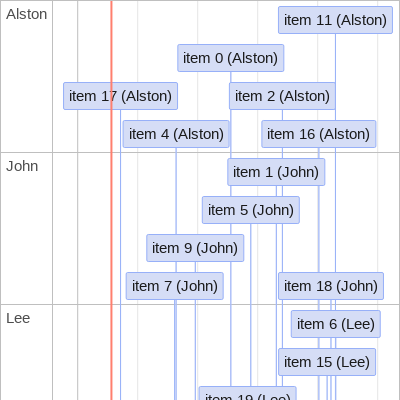 Alston
item 11 (Alston)
item 0 (Alston)
item 17 (Alston)
item 2 (Alston)
item 4 (Alston)
item 16 (Alston)
John
item 1 (John)
item 5 (John)
item 9 (John)
item 7 (John)
item 18 (John)
Lee
item 6 (Lee)
item 15 (Lee)
item 19 (Lee)